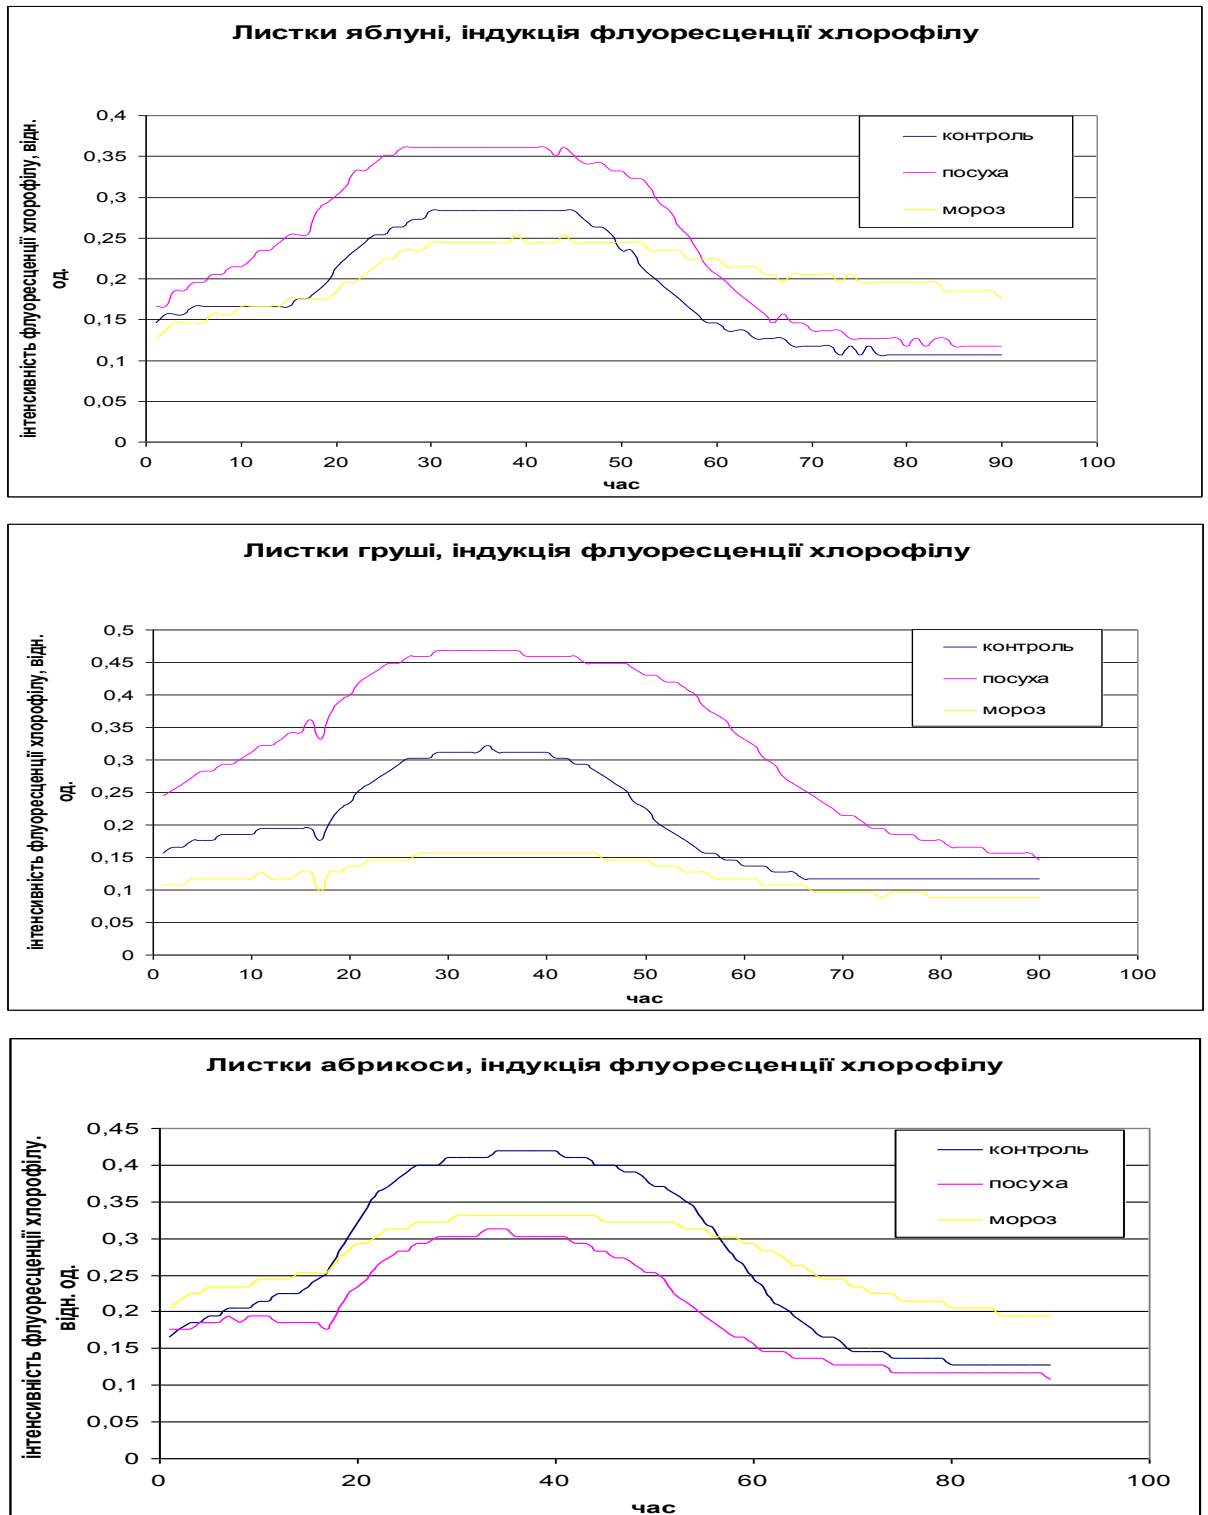 Листки яблуні, індукція флуоресценції хлорофілу
інтенсивність флуоресценції хлорофілу, відн.
од.
0,4
0,35
0,3
0,25
0,2
0,15
0,1
0,05
0
0 10 20 30 40 50 60 70 80 90 100
час
контроль
посуха
мороз
Листки груші, індукція флуоресценції хлорофілу
інтенсивність флуоресценції хлорофілу, відн.
од.
0,5
0,45
0,4
0,35
0,3
0,25
0,2
0,15
0,1
0,05
0
0 10 20 30 40 50 60 70 80 90 100
час
контроль
посуха
мороз
Листки абрикоси, індукція флуоресценції хлорофілу
інтенсивність флуоресценції хлорофілу.
відн. од.
0,45
0,4
0,35
0,3
0,25
0,2
0,15
0,1
0,05
0
0 20 40 60 80 100
час
контроль
посуха
мороз